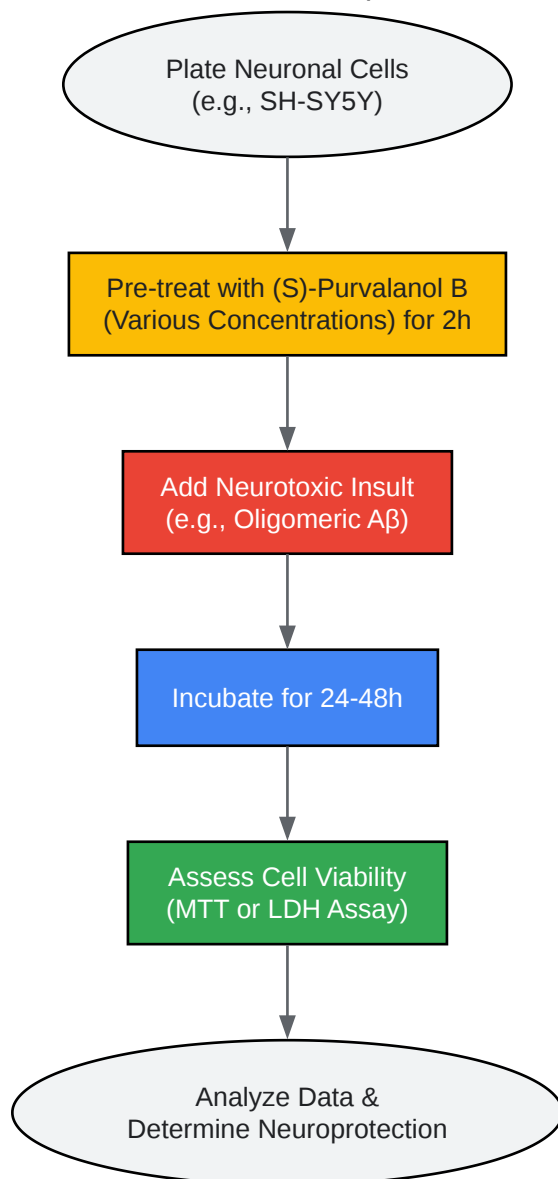 Plate Neuronal Cells
(e.g., SH-SY5Y)
Pre-treat with (S)-Purvalanol B
(Various Concentrations) for 2h
Add Neurotoxic Insult
(e.g., Oligomeric Aβ)
Incubate for 24-48h
Assess Cell Viability
(MTT or LDH Assay)
Analyze Data &
Determine Neuroprotection